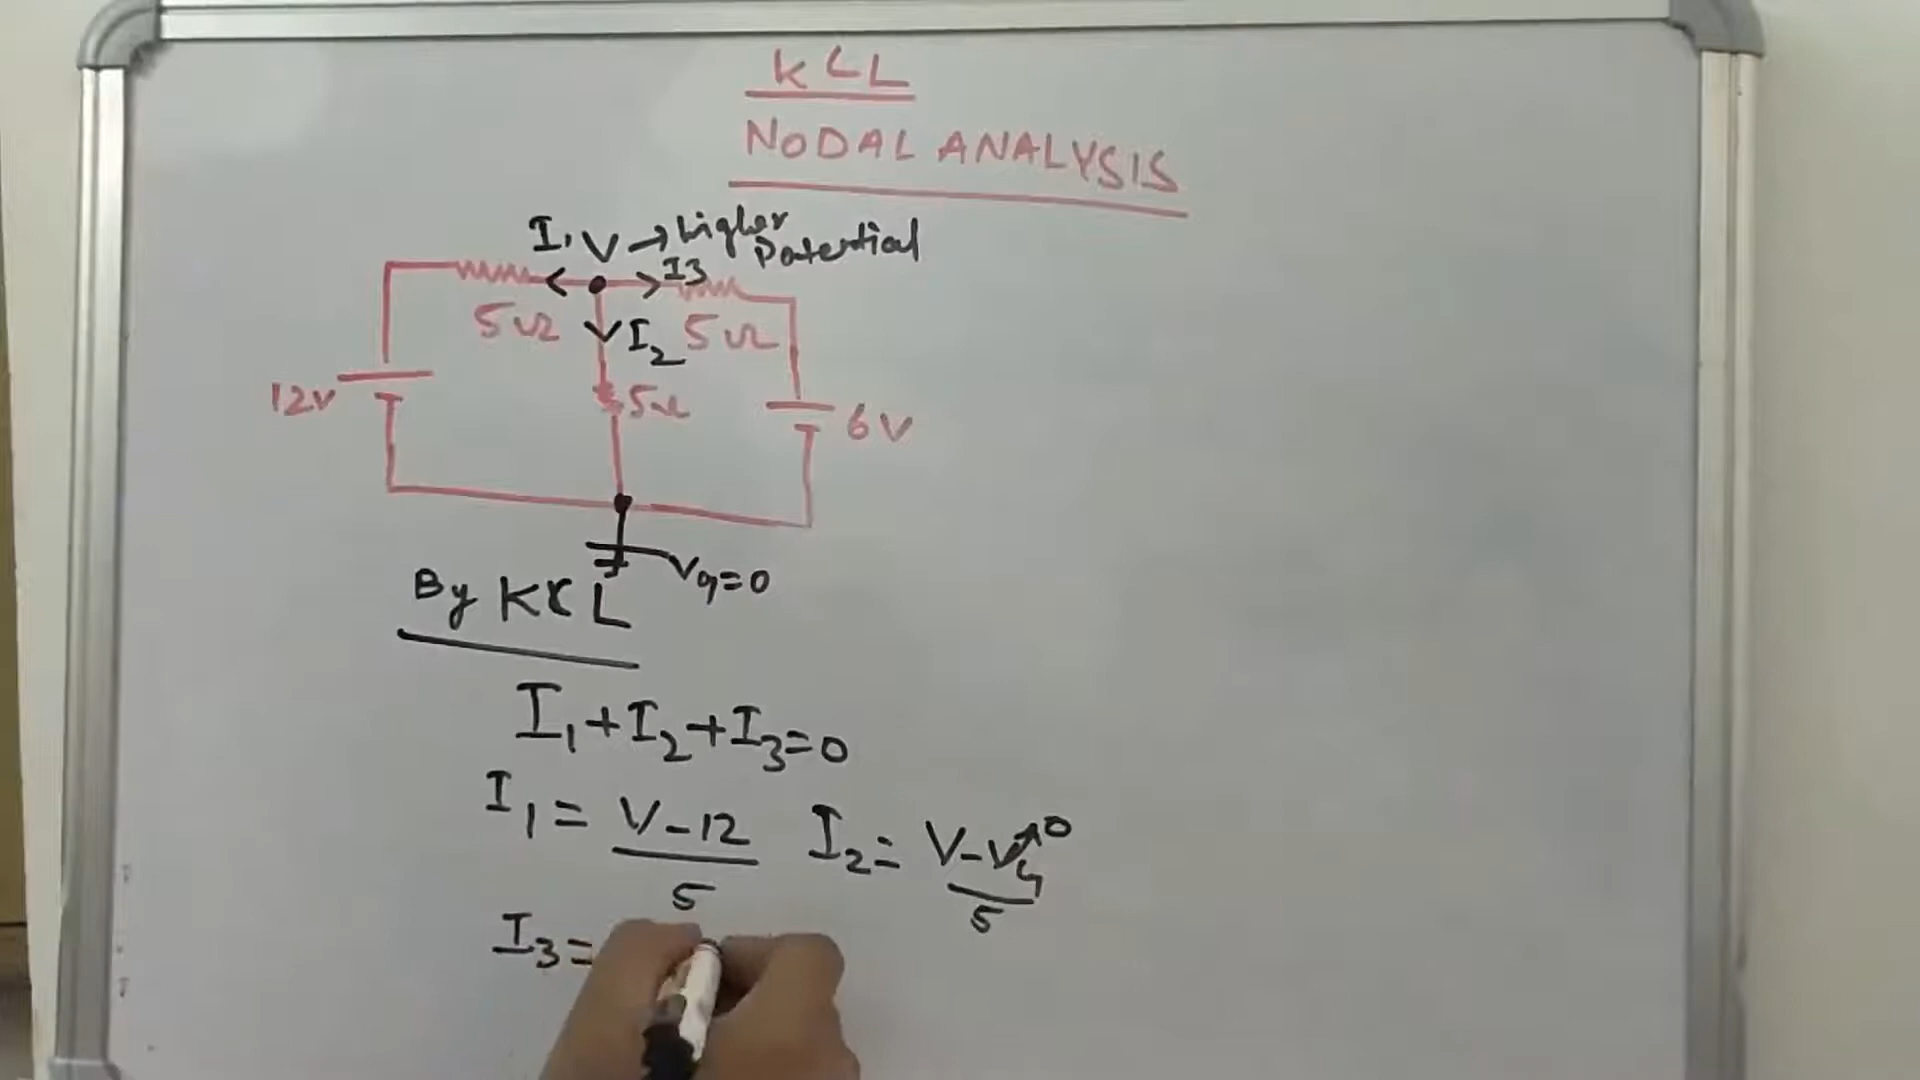 KCL
NODAL ANALYSIS
I1 V → higher Potential
I3
5Ω I2 5Ω
12V 5Ω 6V
Vg=0
By KCL
I1+I2+I3=0
I1= V-12/5 I2= V-VG→0/5
I3=